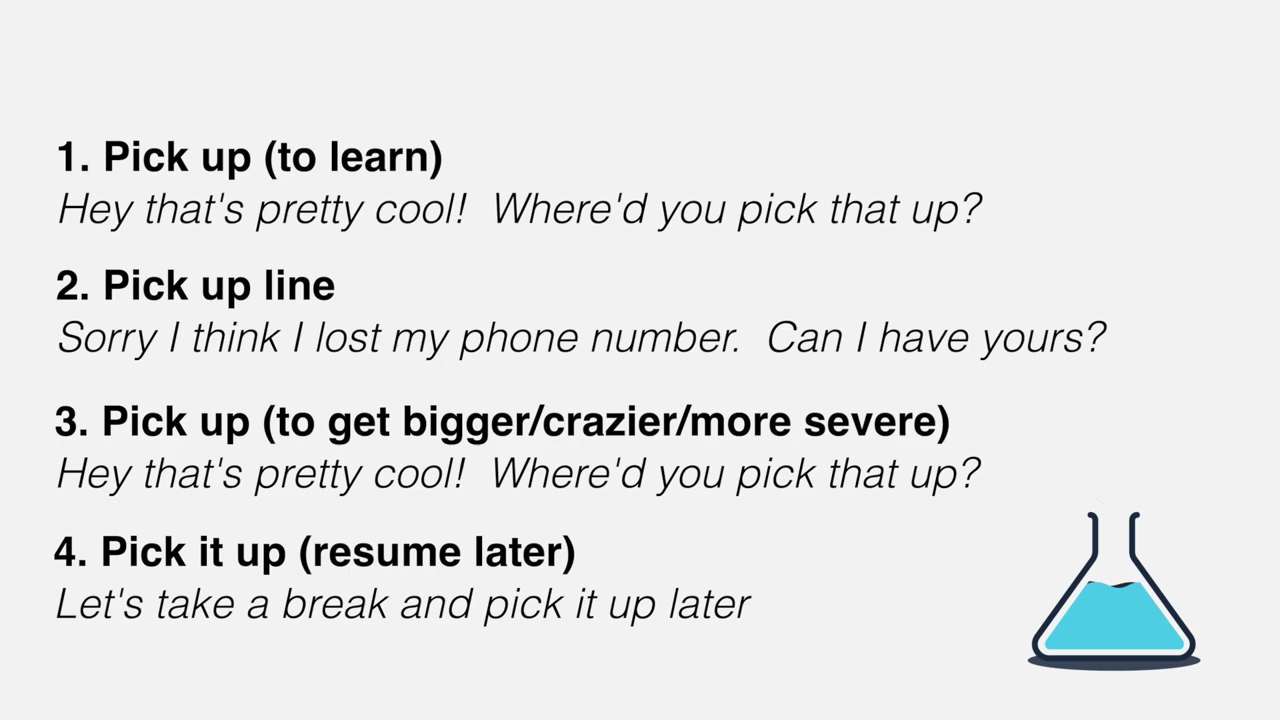 1. Pick up (to learn)
Hey that's pretty cool!  Where'd you pick that up?
2. Pick up line
Sorry I think I lost my phone number.  Can I have yours?
3. Pick up (to get bigger/crazier/more severe)
Hey that's pretty cool!  Where'd you pick that up?
4. Pick it up (resume later)
Let's take a break and pick it up later